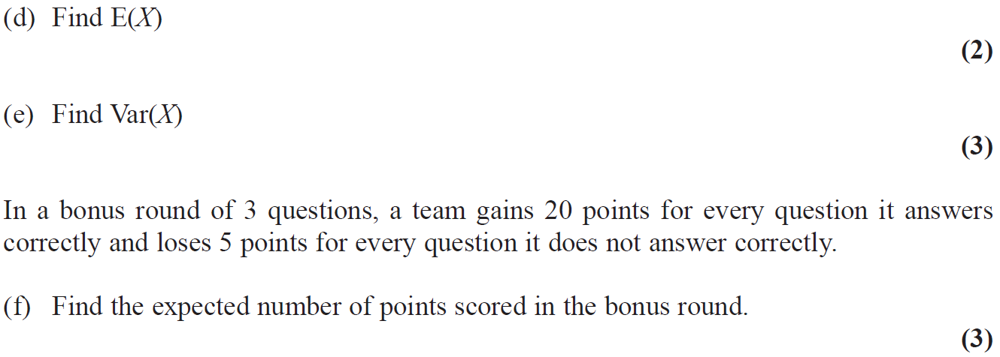 (d) Find E(X)
(2)
(e) Find Var(X)
(3)
In a bonus round of 3 questions, a team gains 20 points for every question it answers
correctly and loses 5 points for every question it does not answer correctly.
(f) Find the expected number of points scored in the bonus round.
(3)